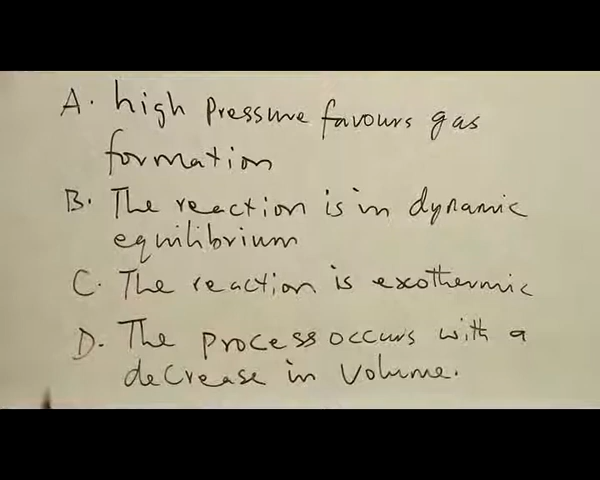 A. high pressure favours gas
formation
B. The reaction is in dynamic
equilibrium
C. The reaction is exothermic
D. The process occurs with a
decrease in volume.